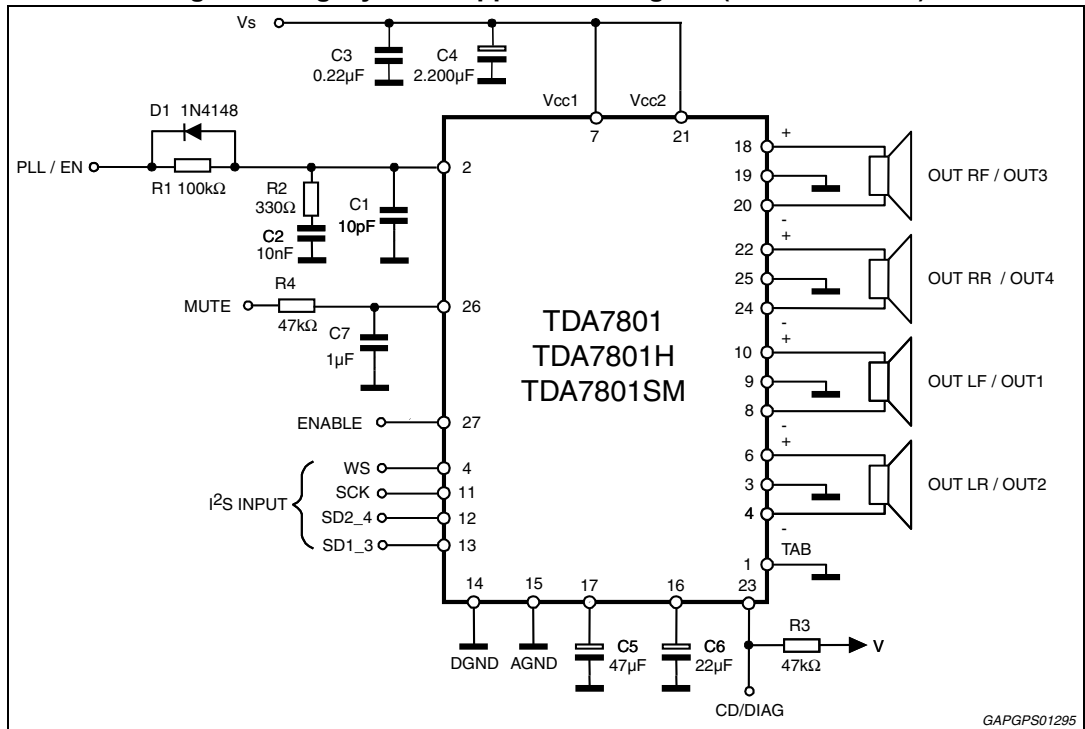 Vs
C3
0.22µF
C4
2.200µF
Vcc1
Vcc2
7
21
D1 1N4148
PLL / EN
R1 100kΩ
2
R2
330Ω
C2
10nF
C1
10pF
R4
MUTE
47kΩ
26
C7
1µF
ENABLE
27
I²S INPUT
WS
4
SCK
11
SD2_4
12
SD1_3
13
TDA7801
TDA7801H
TDA7801SM
18
+
19
20
-
OUT RF / OUT3
+
22
25
24
-
OUT RR / OUT4
+
10
9
8
-
OUT LF / OUT1
+
6
3
4
-
OUT LR / OUT2
TAB
1
14
15
17
16
23
DGND
AGND
C5
47µF
C6
22µF
R3
47kΩ
V
CD/DIAG
GAPGPS01295